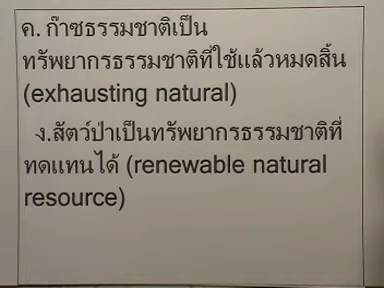 ค. ก๊าซธรรมชาติเป็น
ทรัพยากรธรรมชาติที่ใช้แล้วหมดสิ้น
(exhausting natural)
ง.สัตว์ป่าเป็นทรัพยากรธรรมชาติที่
ทดแทนได้ (renewable natural
resource)